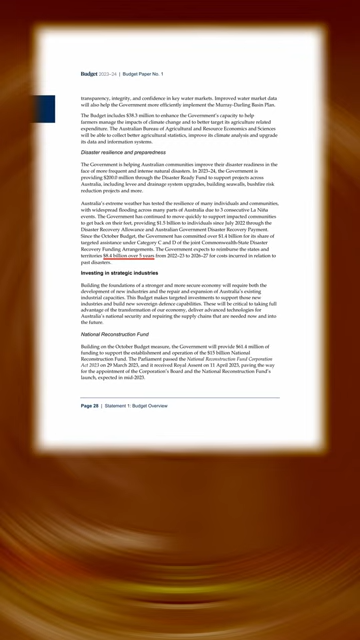 Budget 2023–24 | Budget Paper No. 1
transparency, integrity, and confidence in key water markets. Improved water market data
will also help the Government more efficiently implement the Murray-Darling Basin Plan.
The Budget includes $38.3 million to enhance the Government's capacity to help
farmers manage the impacts of climate change and to better target its agriculture related
expenditure. The Australian Bureau of Agricultural and Resource Economics and Sciences
will be able to collect better agricultural statistics, improve its climate analysis and upgrade
its data and information systems.
Disaster resilience and preparedness
The Government is helping Australian communities improve their disaster readiness in the
face of more frequent and intense natural disasters. In 2023–24, the Government is
providing $200.0 million through the Disaster Ready Fund to support projects across
Australia, including levee and drainage system upgrades, building seawalls, bushfire risk
reduction projects and more.
Australia's extreme weather has tested the resilience of many individuals and communities,
with widespread flooding across many parts of Australia due to 3 consecutive La Niña
events. The Government has continued to move quickly to support impacted communities
to get back on their feet, providing $1.5 billion to individuals since July 2022 through the
Disaster Recovery Allowance and Australian Government Disaster Recovery Payment.
Since the October Budget, the Government has committed over $1.4 billion for its share of
targeted assistance under Category C and D of the joint Commonwealth-State Disaster
Recovery Funding Arrangements. The Government expects to reimburse the states and
territories $8.4 billion over 5 years from 2022–23 to 2026–27 for costs incurred in relation to
past disasters.
Investing in strategic industries
Building the foundations of a stronger and more secure economy will require both the
development of new industries and the repair and expansion of Australia's existing
industrial capacities. This Budget makes targeted investments to support those new
industries and build new sovereign defence capabilities. These will be critical to taking full
advantage of the transformation of our economy, deliver advanced technologies for
Australia's national security and repairing the supply chains that are needed now and into
the future.
National Reconstruction Fund
Building on the October Budget measure, the Government will provide $61.4 million of
funding to support the establishment and operation of the $15 billion National
Reconstruction Fund. The Parliament passed the National Reconstruction Fund Corporation
Act 2023 on 29 March 2023, and it received Royal Assent on 11 April 2023, paving the way
for the appointment of the Corporation's Board and the National Reconstruction Fund's
launch, expected in mid-2023.
Page 28 | Statement 1: Budget Overview